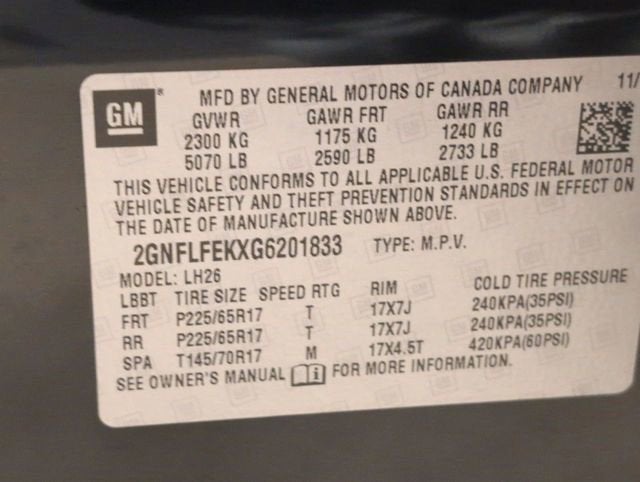 GM ® MFD BY GENERAL MOTORS OF CANADA COMPANY 11/
GVWR GAWR FRT GAWR RR
2300 KG 1175 KG 1240 KG
5070 LB 2590 LB 2733 LB
THIS VEHICLE CONFORMS TO ALL APPLICABLE U.S. FEDERAL MOTOR
VEHICLE SAFETY AND THEFT PREVENTION STANDARDS IN EFFECT ON
THE DATE OF MANUFACTURE SHOWN ABOVE.
2GNFLFEKXG6201833 TYPE: M.P.V.
MODEL: LH26
LBBT TIRE SIZE SPEED RTG RIM COLD TIRE PRESSURE
FRT P225/65R17 T 17X7J 240KPA(35PSI)
RR P225/65R17 T 17X7J 240KPA(35PSI)
SPA T145/70R17 M 17X4.5T 420KPA(60PSI)
SEE OWNER'S MANUAL i FOR MORE INFORMATION.